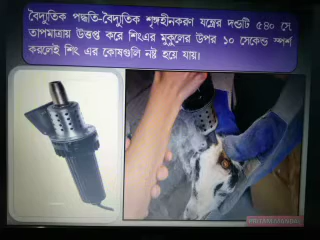 বৈদ্যুতিক পদ্ধতি-বৈদ্যুতিক শৃঙ্গহীনকরণ যন্ত্রের দণ্ডটি ৫৪০ সে.
তাপমাত্রায় উত্তপ্ত করে শিংএর মুকুলের উপর ১০ সেকেন্ড স্পর্শ
করলেই শিং এর কোষগুলি নষ্ট হয়ে যায়।